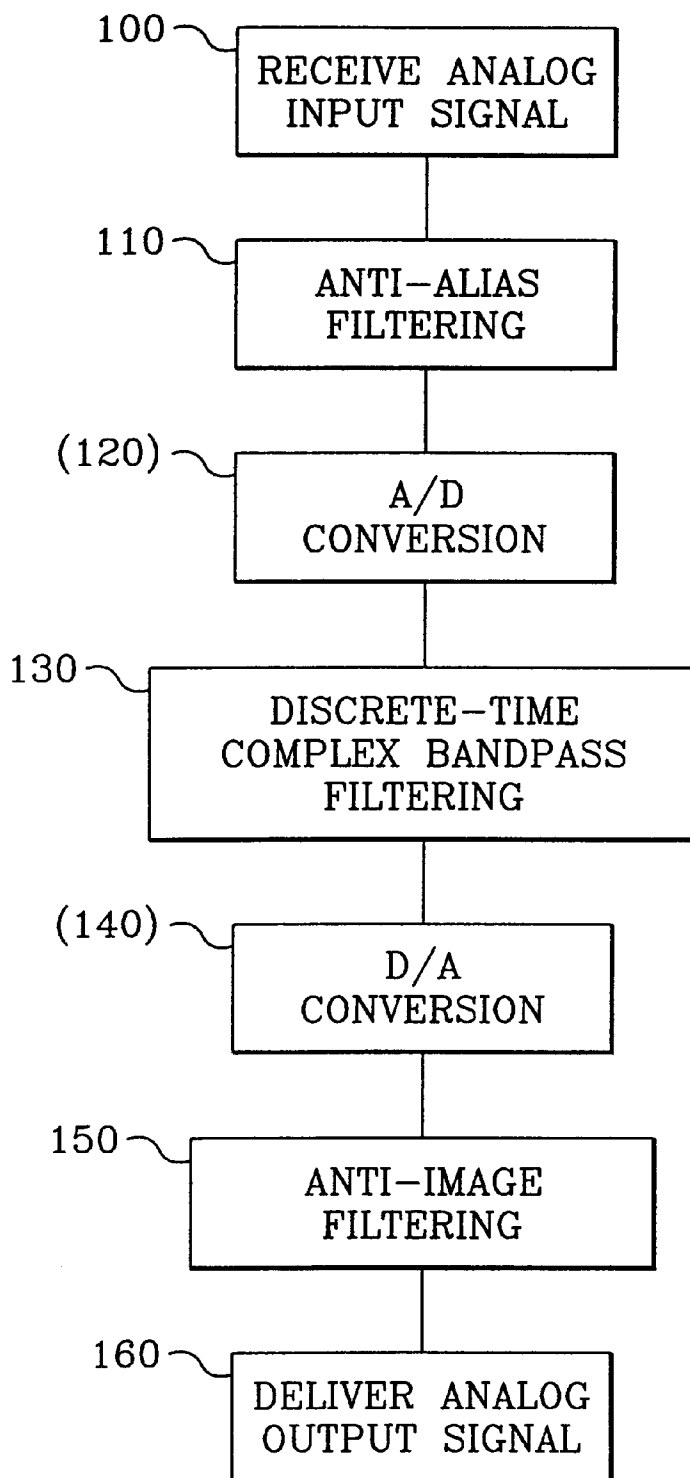 100
RECEIVE ANALOG
INPUT SIGNAL
110
ANTI-ALIAS
FILTERING
(120)
A/D
CONVERSION
130
DISCRETE-TIME
COMPLEX BANDPASS
FILTERING
(140)
D/A
CONVERSION
150
ANTI-IMAGE
FILTERING
160
DELIVER ANALOG
OUTPUT SIGNAL